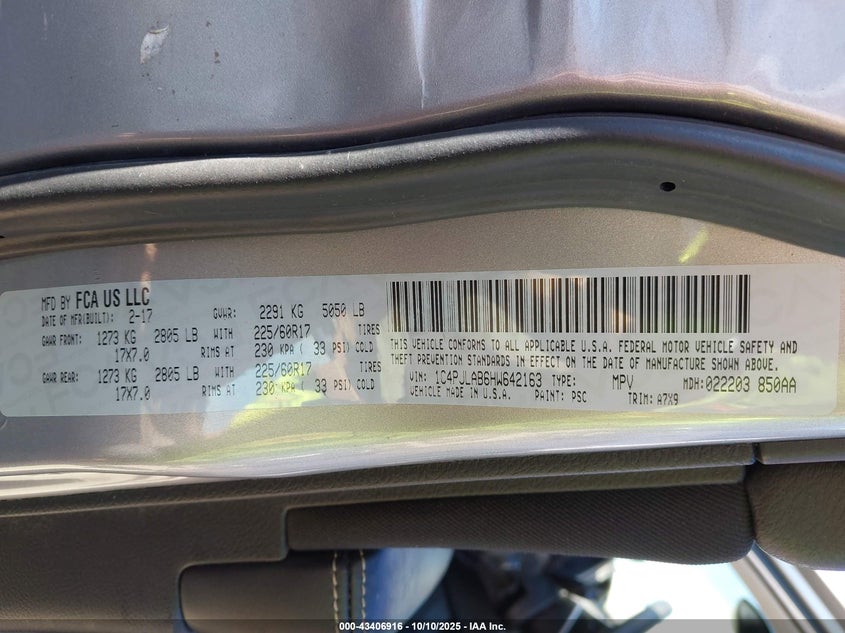 MFD BY FCA US LLC
DATE OF MFR(BUILT): 2-17 GVWR: 2291 KG 5050 LB
GAWR FRONT: 1273 KG 2805 LB WITH 225/60R17 TIRES
17X7.0 RIMS AT 230 KPA ( 33 PSI) COLD
GAWR REAR: 1273 KG 2805 LB WITH 225/60R17 TIRES
17X7.0 RIMS AT 230 KPA ( 33 PSI) COLD
THIS VEHICLE CONFORMS TO ALL APPLICABLE U.S.A. FEDERAL MOTOR VEHICLE SAFETY AND
THEFT PREVENTION STANDARDS IN EFFECT ON THE DATE OF MANUFACTURE SHOWN ABOVE.
VIN: 1C4PJLAB6HW642163 TYPE: MPV MDH: 022203 850AA
VEHICLE MADE IN U.S.A. PAINT: PSC TRIM: A7X9
000-43406916 - 10/10/2025 - IAA Inc.